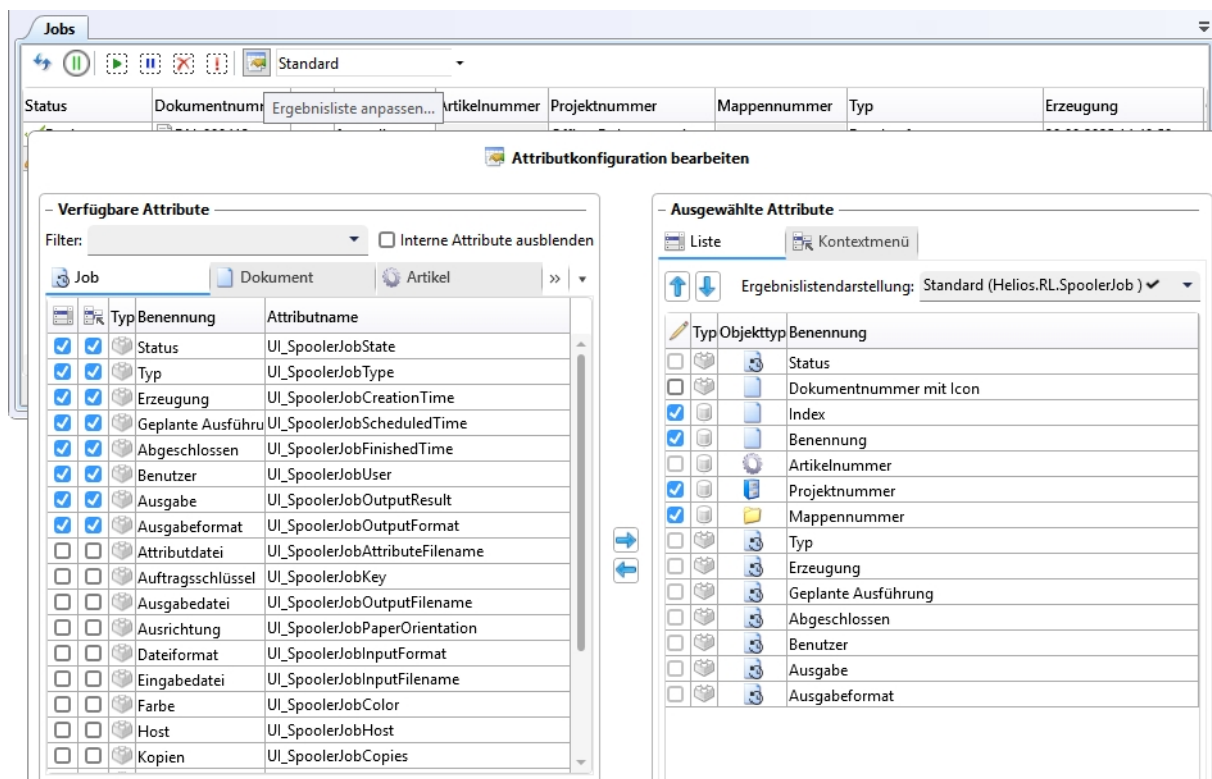 Jobs
Standard
Status Dokumentnumm Artikelnummer Projektnummer Mappennummer Typ Erzeugung
Ergebnisliste anpassen...
Attributkonfiguration bearbeiten
Verfügbare Attribute
Filter: Interne Attribute ausblenden
Job Dokument Artikel »
Typ Benennung Attributname
Status UI_SpoolerJobState
Typ UI_SpoolerJobType
Erzeugung UI_SpoolerJobCreationTime
Geplante Ausführu UI_SpoolerJobScheduledTime
Abgeschlossen UI_SpoolerJobFinishedTime
Benutzer UI_SpoolerJobUser
Ausgabe UI_SpoolerJobOutputResult
Ausgabeformat UI_SpoolerJobOutputFormat
Attributdatei UI_SpoolerJobAttributeFilename
Auftragsschlüssel UI_SpoolerJobKey
Ausgabedatei UI_SpoolerJobOutputFilename
Ausrichtung UI_SpoolerJobPaperOrientation
Dateiformat UI_SpoolerJobInputFormat
Eingabedatei UI_SpoolerJobInputFilename
Farbe UI_SpoolerJobColor
Host UI_SpoolerJobHost
Kopien UI_SpoolerJobCopies
Ausgewählte Attribute
Liste Kontextmenü
Ergebnislistendarstellung: Standard (Helios.RL.SpoolerJob )
Typ Objekttyp Benennung
Status
Dokumentnummer mit Icon
Index
Benennung
Artikelnummer
Projektnummer
Mappennummer
Typ
Erzeugung
Geplante Ausführung
Abgeschlossen
Benutzer
Ausgabe
Ausgabeformat